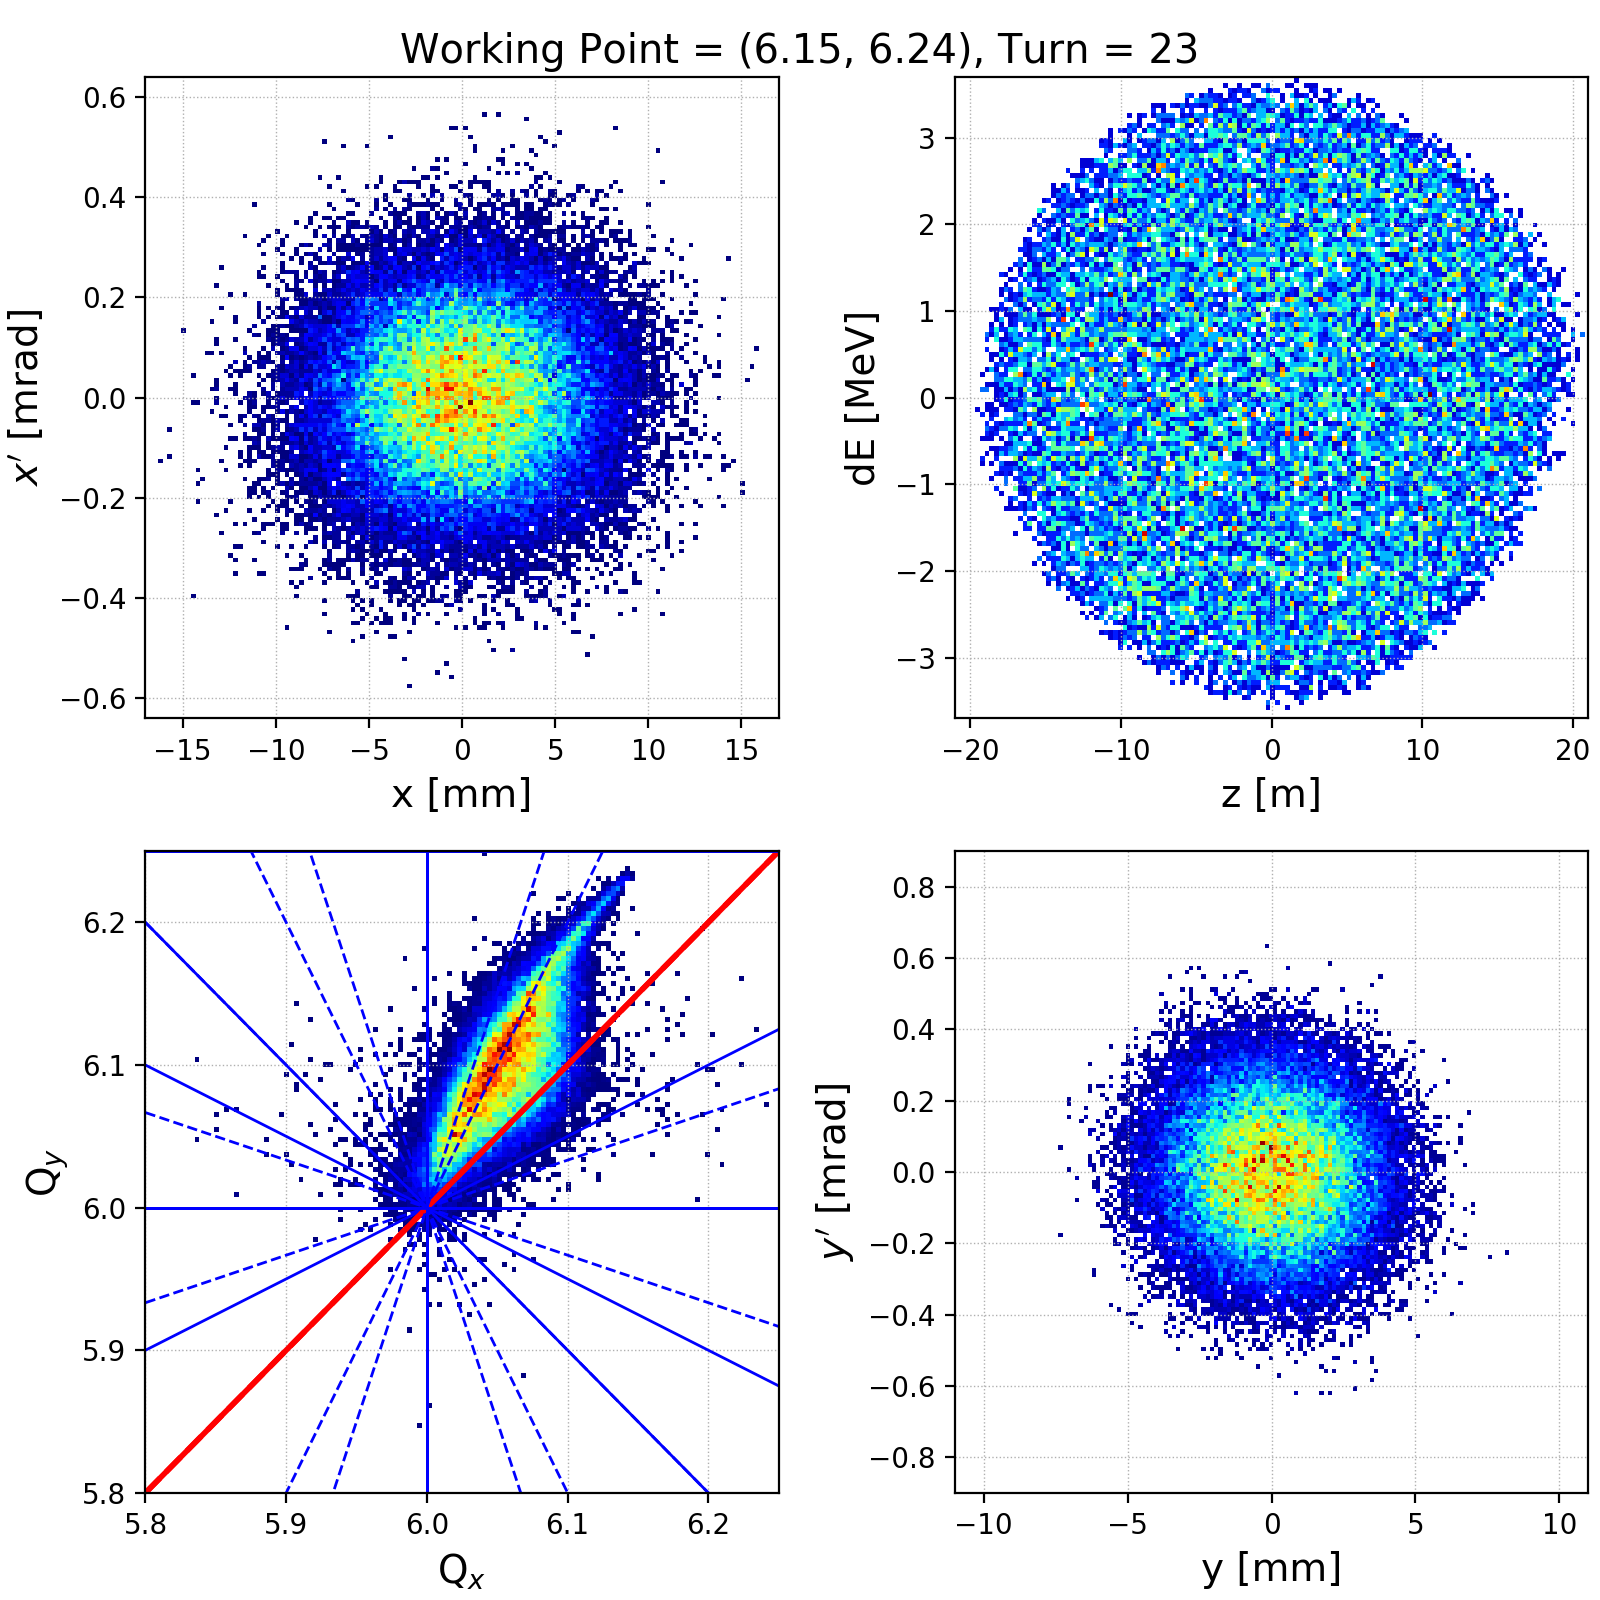 Working Point = (6.15, 6.24), Turn = 23
0.6
0.4
0.2
0.0
−0.2
−0.4
−0.6
x′ [mrad]
−15 −10 −5 0 5 10 15
x [mm]
3
2
1
0
−1
−2
−3
dE [MeV]
−20 −10 0 10 20
z [m]
6.2
6.1
6.0
5.9
5.8
Qy
5.8 5.9 6.0 6.1 6.2
Qx
0.8
0.6
0.4
0.2
0.0
−0.2
−0.4
−0.6
−0.8
y′ [mrad]
−10 −5 0 5 10
y [mm]